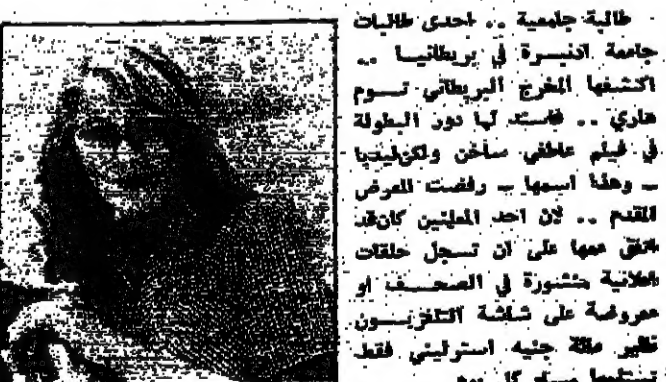 طالبة جامعية .. احدى طالبات
جامعة ادنبرة في بريطانيا ..
اكتشفها المخرج البريطاني توم
هاري .. فاسند لها دور البطولة
في فيلم عاطفي ساخن ولكن ليديا
ـ وهذا اسمها ـ رفضت العرض
المقدم .. لان احد المعلنين كان قد
اتفق معها على ان تسجل حلقات
اعلانية منشورة في الصحف او
معروضة على شاشة التلفزيون
نظير مائة جنيه استرليني فقط